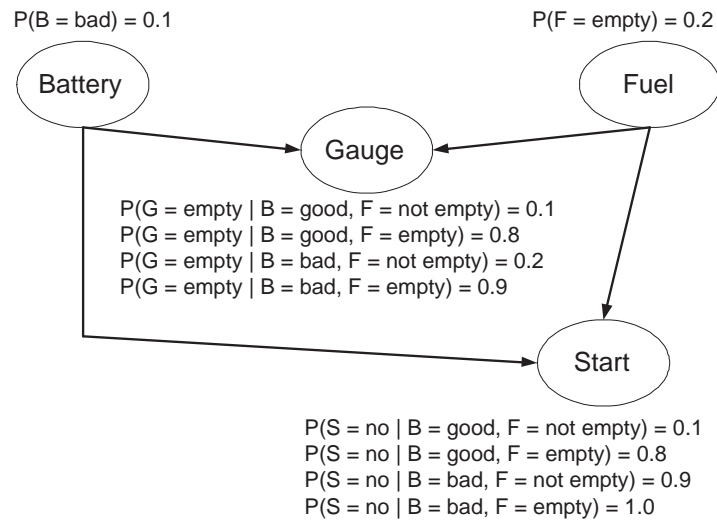 P(B = bad) = 0.1
P(F = empty) = 0.2
Battery
Fuel
Gauge
P(G = empty | B = good, F = not empty) = 0.1
P(G = empty | B = good, F = empty) = 0.8
P(G = empty | B = bad, F = not empty) = 0.2
P(G = empty | B = bad, F = empty) = 0.9
Start
P(S = no | B = good, F = not empty) = 0.1
P(S = no | B = good, F = empty) = 0.8
P(S = no | B = bad, F = not empty) = 0.9
P(S = no | B = bad, F = empty) = 1.0